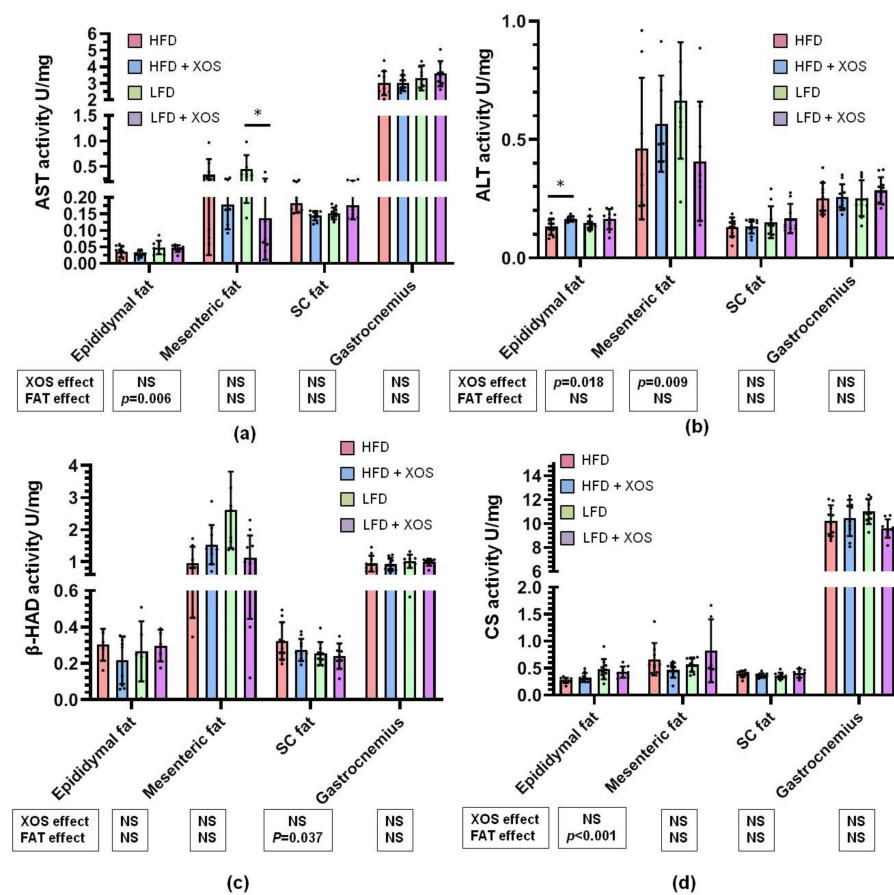 AST activity U/mg
6
5
4
3
2
1.5
1.0
0.5
0.20
0.15
0.10
0.05
0.00
HFD
HFD + XOS
LFD
LFD + XOS
*
Epididymal fat
Mesenteric fat
SC fat
Gastrocnemius
XOS effect NS NS NS NS
FAT effect p=0.006 NS NS NS
(a)
ALT activity U/mg
1.0
0.5
0.0
HFD
HFD + XOS
LFD
LFD + XOS
*
Epididymal fat
Mesenteric fat
SC fat
Gastrocnemius
XOS effect p=0.018 p=0.009 NS NS
FAT effect NS NS NS NS
(b)
β-HAD activity U/mg
4
3
2
1
0.6
0.4
0.2
0.0
HFD
HFD + XOS
LFD
LFD + XOS
Epididymal fat
Mesenteric fat
SC fat
Gastrocnemius
XOS effect NS NS NS NS
FAT effect NS NS P=0.037 NS
(c)
CS activity U/mg
14
12
10
8
6
2.0
1.5
1.0
0.5
0.0
HFD
HFD + XOS
LFD
LFD + XOS
Epididymal fat
Mesenteric fat
SC fat
Gastrocnemius
XOS effect NS NS NS NS
FAT effect p<0.001 NS NS NS
(d)